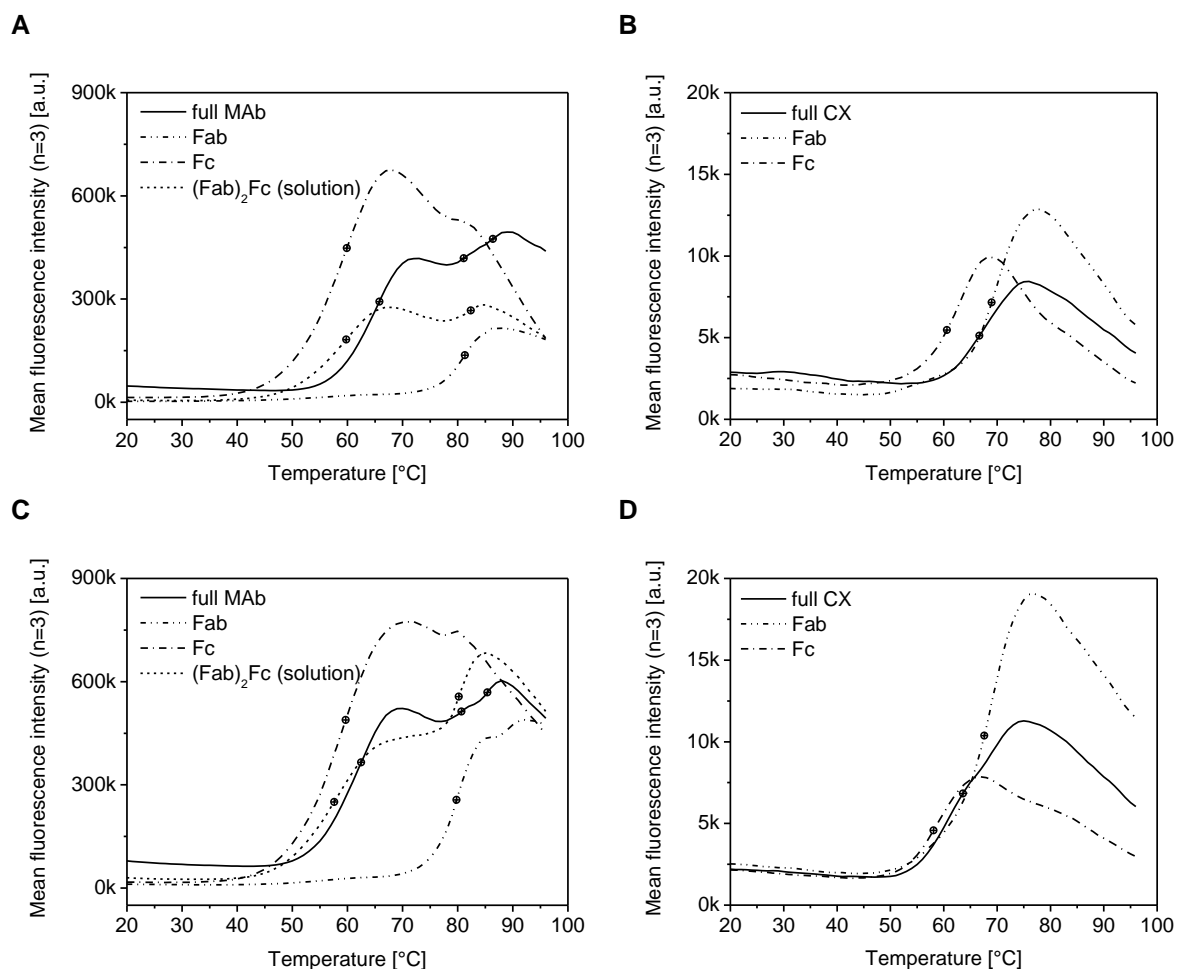 A
Mean fluorescence intensity (n=3) [a.u.]
900k
600k
300k
0k
full MAb
Fab
Fc
(Fab)₂Fc (solution)
20 30 40 50 60 70 80 90 100
Temperature [°C]
B
Mean fluorescence intensity (n=3) [a.u.]
20k
15k
10k
5k
0k
full CX
Fab
Fc
20 30 40 50 60 70 80 90 100
Temperature [°C]
C
Mean fluorescence intensity (n=3) [a.u.]
900k
600k
300k
0k
full MAb
Fab
Fc
(Fab)₂Fc (solution)
20 30 40 50 60 70 80 90 100
Temperature [°C]
D
Mean fluorescence intensity (n=3) [a.u.]
20k
15k
10k
5k
0k
full CX
Fab
Fc
20 30 40 50 60 70 80 90 100
Temperature [°C]